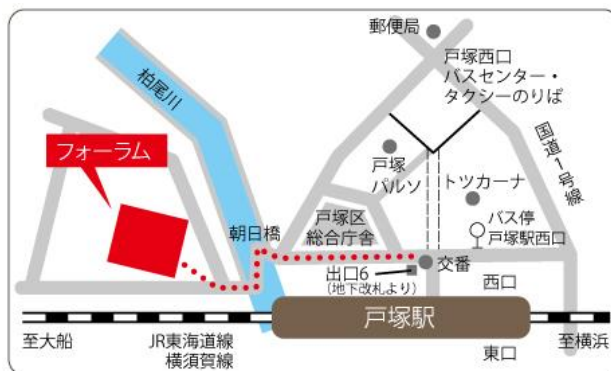 郵便局
戸塚西口
バスセンター・
タクシーのりば
国道1号線
柏尾川
フォーラム
戸塚
パルソ
トツカーナ
バス停
戸塚駅西口
戸塚区
総合庁舎
朝日橋
交番
出口6
(地下改札より)
西口
戸塚駅
至大船
JR東海道線
横須賀線
東口
至横浜